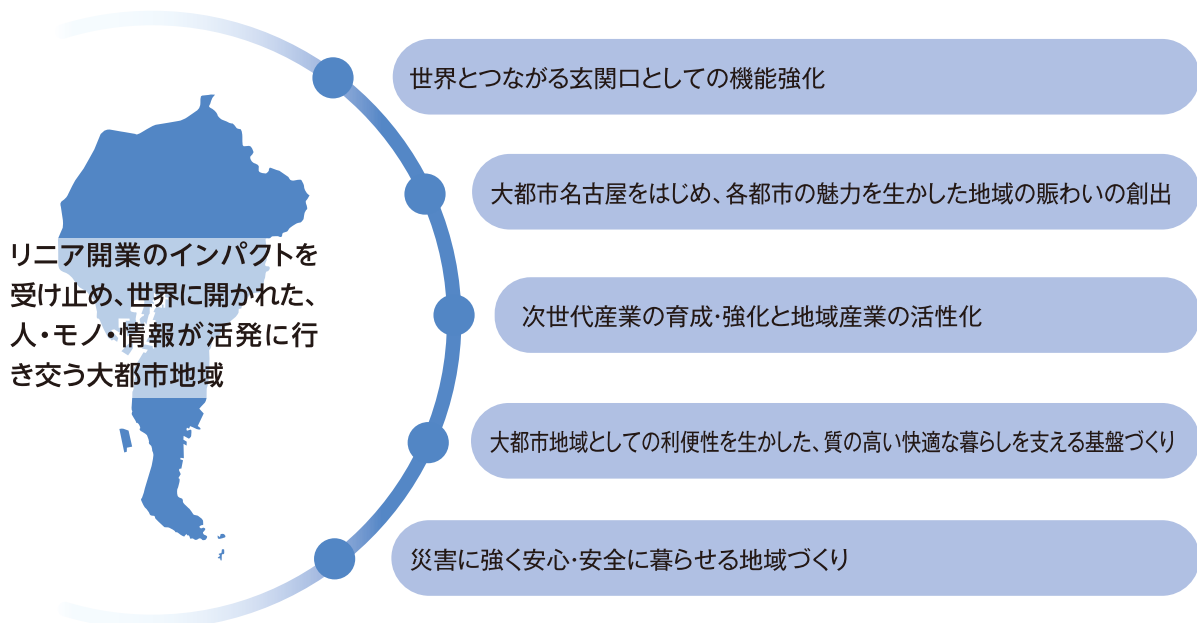 リニア開業のインパクトを
受け止め、世界に開かれた、
人・モノ・情報が活発に行
き交う大都市地域
世界とつながる玄関口としての機能強化
大都市名古屋をはじめ、各都市の魅力を生かした地域の賑わいの創出
次世代産業の育成・強化と地域産業の活性化
大都市地域としての利便性を生かした、質の高い快適な暮らしを支える基盤づくり
災害に強く安心・安全に暮らせる地域づくり